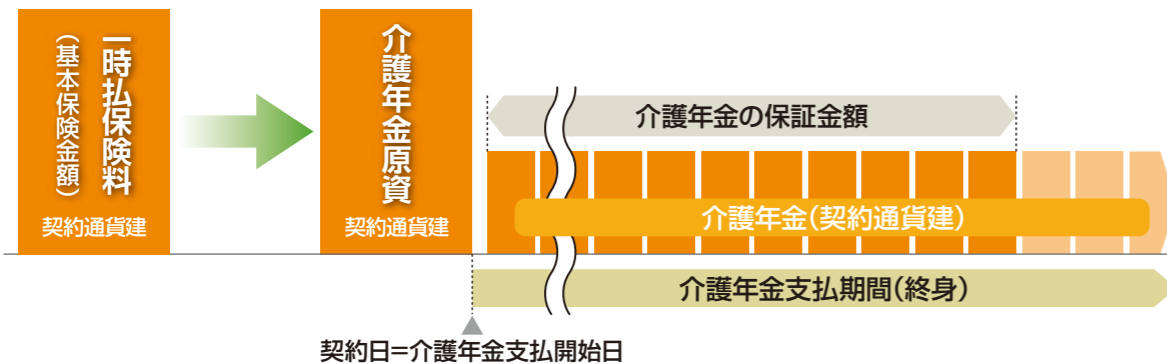 一時払保険料
(基本保険金額)
契約通貨建
介護年金原資
契約通貨建
介護年金の保証金額
介護年金(契約通貨建)
介護年金支払期間(終身)
契約日=介護年金支払開始日